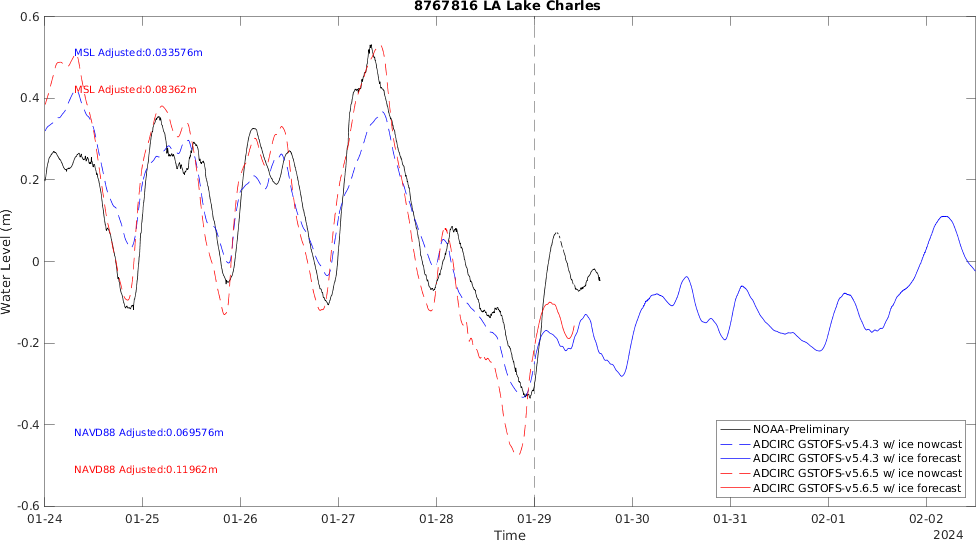 8767816 LA Lake Charles
0.6
0.4
0.2
0
-0.2
-0.4
-0.6
Water Level (m)
MSL Adjusted:0.033576m
MSL Adjusted:0.08362m
NAVD88 Adjusted:0.069576m
NAVD88 Adjusted:0.11962m
NOAA-Preliminary
ADCIRC GSTOFS-v5.4.3 w/ ice nowcast
ADCIRC GSTOFS-v5.4.3 w/ ice forecast
ADCIRC GSTOFS-v5.6.5 w/ ice nowcast
ADCIRC GSTOFS-v5.6.5 w/ ice forecast
01-24 01-25 01-26 01-27 01-28 01-29 01-30 01-31 02-01 02-02
Time
2024